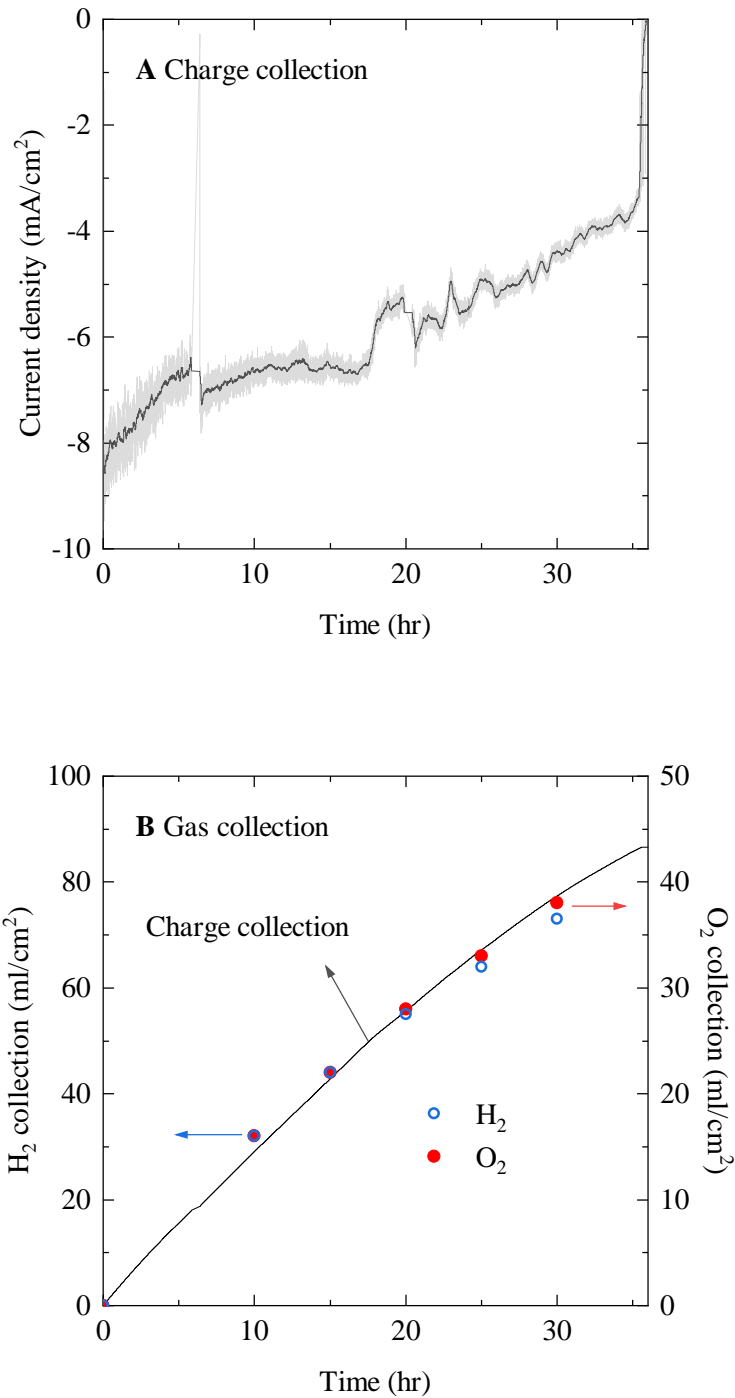 A Charge collection
Current density (mA/cm²)
0
-2
-4
-6
-8
-10
0 10 20 30
Time (hr)
B Gas collection
Charge collection
H₂ collection (ml/cm²)
100
80
60
40
20
0
O₂ collection (ml/cm²)
50
40
30
20
10
0
H₂
O₂
0 10 20 30
Time (hr)